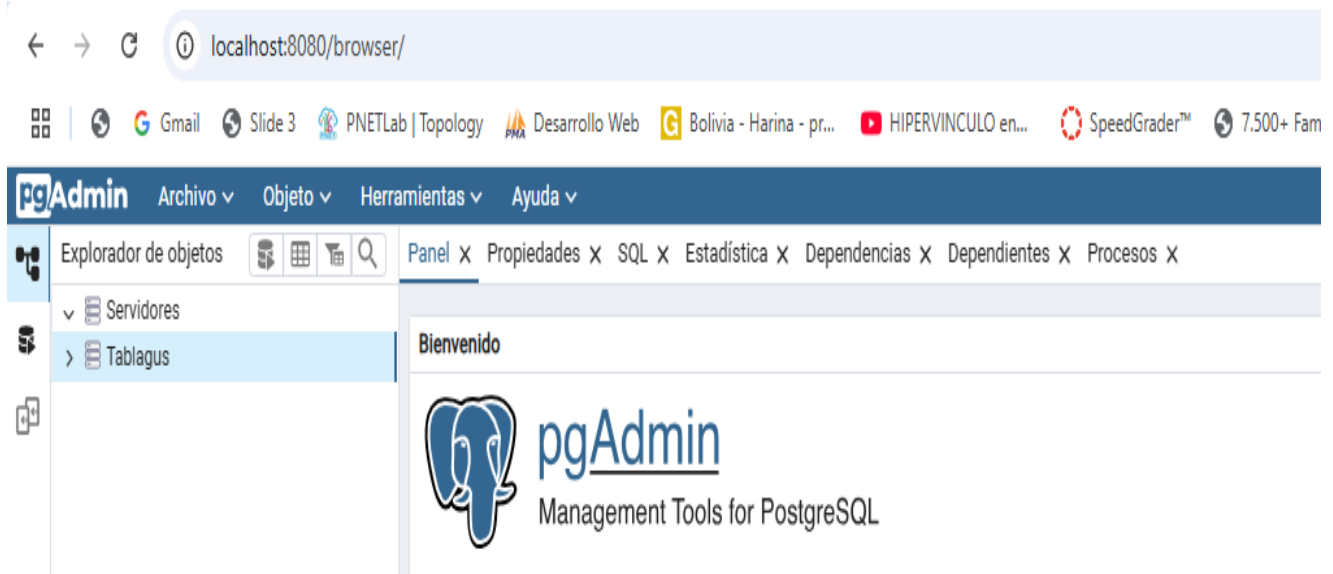 localhost:8080/browser/
Gmail Slide 3 PNETLab | Topology Desarrollo Web Bolivia - Harina - pr... HIPERVINCULO en... SpeedGrader™ 7.500+ Fam
pgAdmin Archivo Objeto Herramientas Ayuda
Explorador de objetos Panel X Propiedades X SQL X Estadística X Dependencias X Dependientes X Procesos X
Servidores
Tablagus
Bienvenido
pgAdmin
Management Tools for PostgreSQL